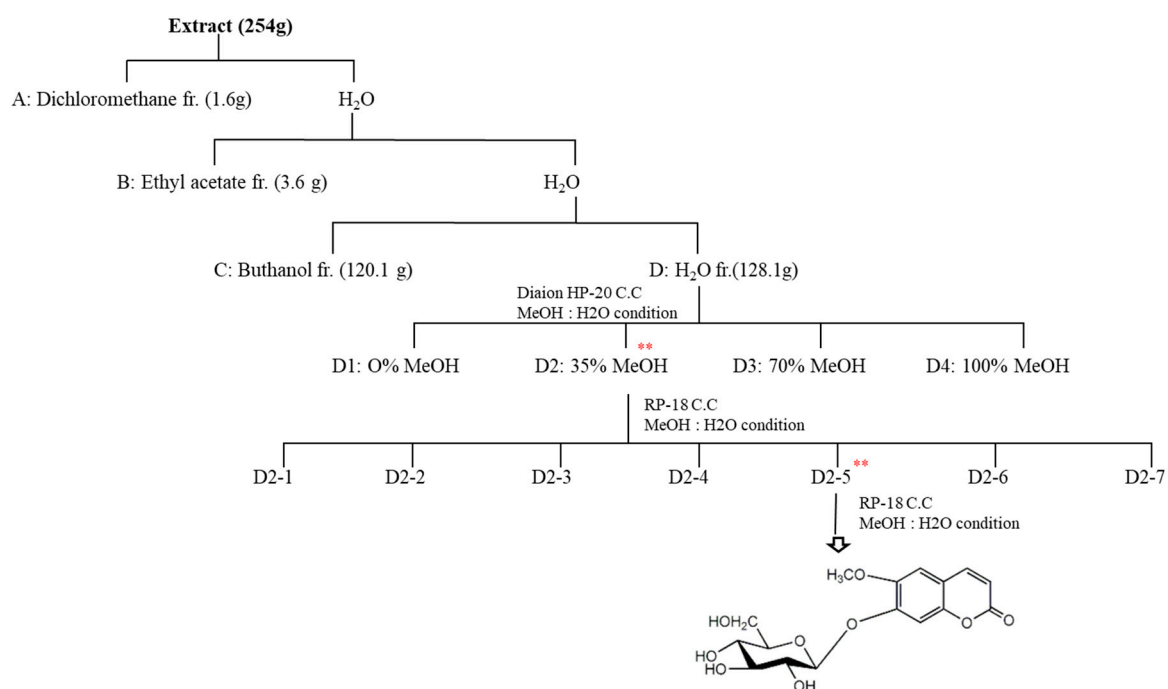 Extract (254g)
A: Dichloromethane fr. (1.6g)
H₂O
B: Ethyl acetate fr. (3.6 g)
H₂O
C: Buthanol fr. (120.1 g)
D: H₂O fr.(128.1g)
Diaion HP-20 C.C
MeOH : H2O condition
**
D1: O% MeOH
D2: 35% MeOH
D3: 70% MeOH
D4: 100% MeOH
RP-18 C.C
MeOH : H2O condition
D2-1
D2-2
D2-3
D2-4
D2-5
**
D2-6
D2-7
RP-18 C.C
MeOH : H2O condition
H₃CO
HOH₂C
O
O
O
O
HO
HO
OH